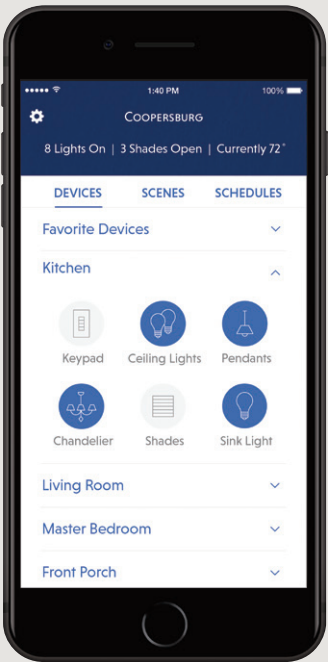 1:40 PM
100%
COOPERSBURG
8 Lights On | 3 Shades Open | Currently 72°
DEVICES SCENES SCHEDULES
Favorite Devices
Kitchen
Keypad Ceiling Lights Pendants
Chandelier Shades Sink Light
Living Room
Master Bedroom
Front Porch